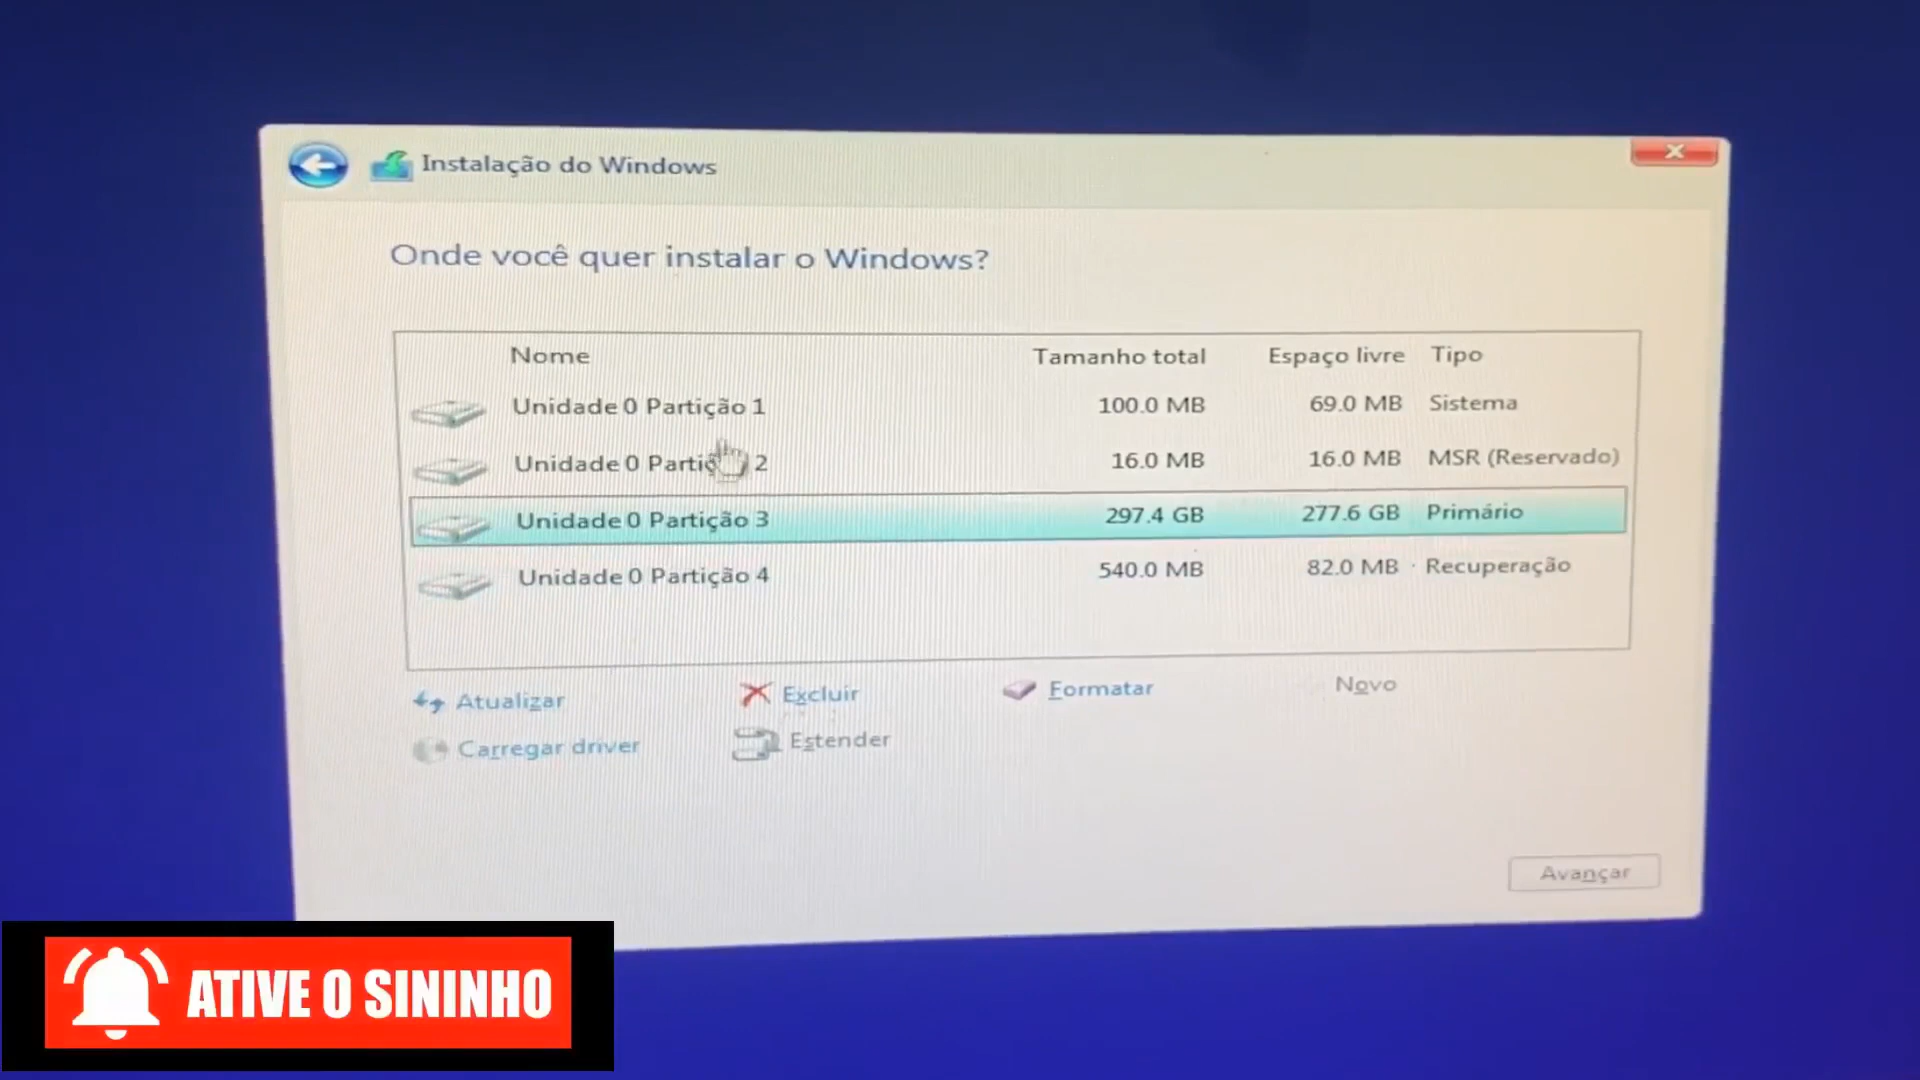 Instalação do Windows
Onde você quer instalar o Windows?
Nome Tamanho total Espaço livre Tipo
Unidade 0 Partição 1 100.0 MB 69.0 MB Sistema
Unidade 0 Partição 2 16.0 MB 16.0 MB MSR (Reservado)
Unidade 0 Partição 3 297.4 GB 277.6 GB Primário
Unidade 0 Partição 4 540.0 MB 82.0 MB Recuperação
Atualizar Excluir Formatar Novo
Carregar driver Estender
Avançar
ATIVE O SININHO